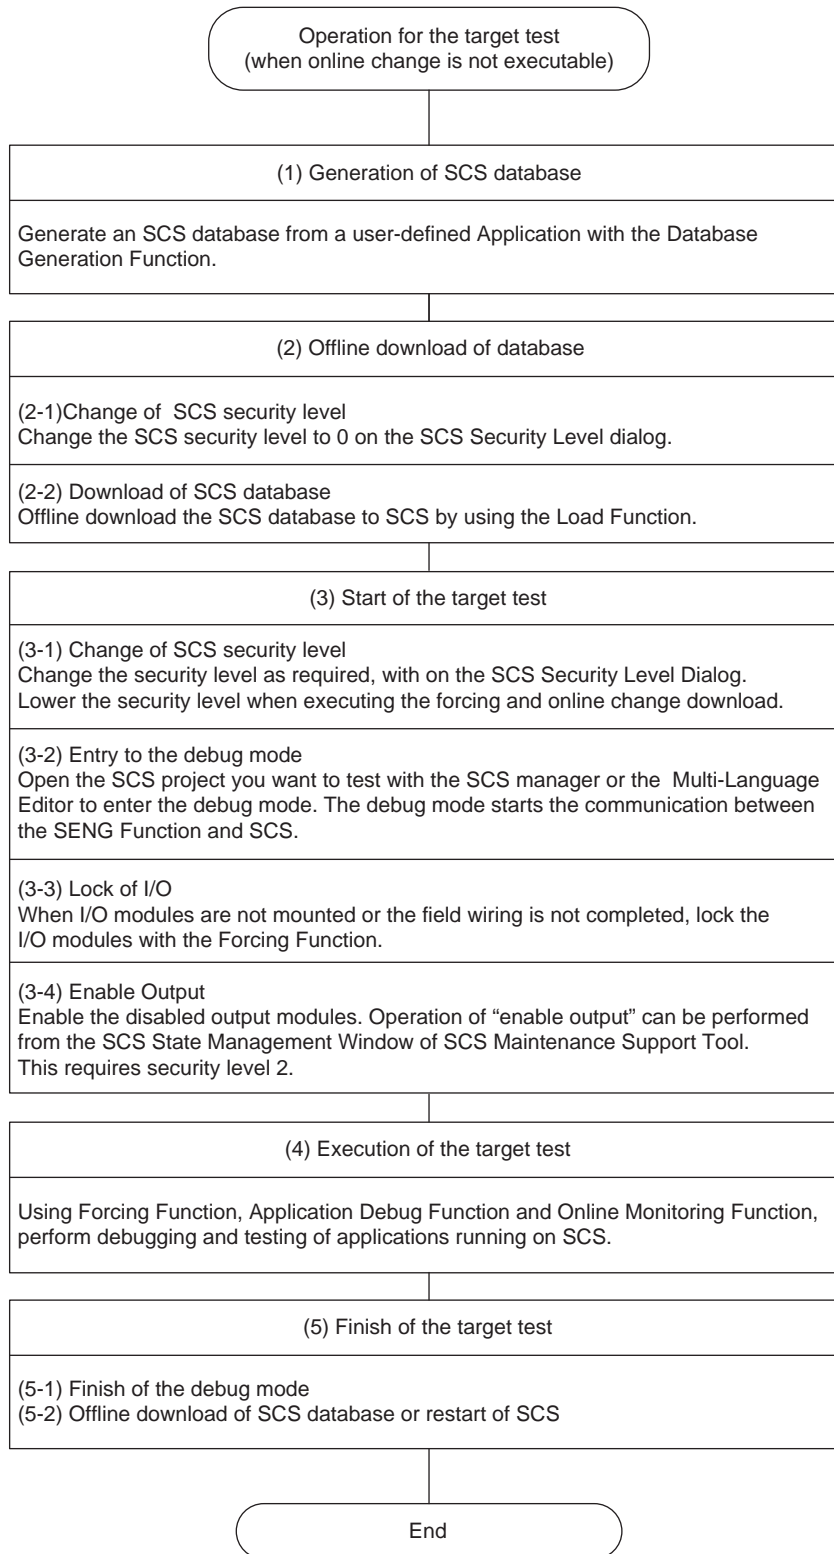 Operation for the target test
(when online change is not executable)
(1) Generation of SCS database
Generate an SCS database from a user-defined Application with the Database
Generation Function.
(2) Offline download of database
(2-1)Change of  SCS security level
Change the SCS security level to 0 on the SCS Security Level dialog.
(2-2) Download of SCS database
Offline download the SCS database to SCS by using the Load Function.
(3) Start of the target test
(3-1) Change of SCS security level
Change the security level as required, with on the SCS Security Level Dialog.
Lower the security level when executing the forcing and online change download.
(3-2) Entry to the debug mode
Open the SCS project you want to test with the SCS manager or the  Multi-Language
Editor to enter the debug mode. The debug mode starts the communication between
the SENG Function and SCS.
(3-3) Lock of I/O
When I/O modules are not mounted or the field wiring is not completed, lock the
I/O modules with the Forcing Function.
(3-4) Enable Output
Enable the disabled output modules. Operation of “enable output” can be performed
from the SCS State Management Window of SCS Maintenance Support Tool.
This requires security level 2.
(4) Execution of the target test
Using Forcing Function, Application Debug Function and Online Monitoring Function,
perform debugging and testing of applications running on SCS.
(5) Finish of the target test
(5-1) Finish of the debug mode
(5-2) Offline download of SCS database or restart of SCS
End